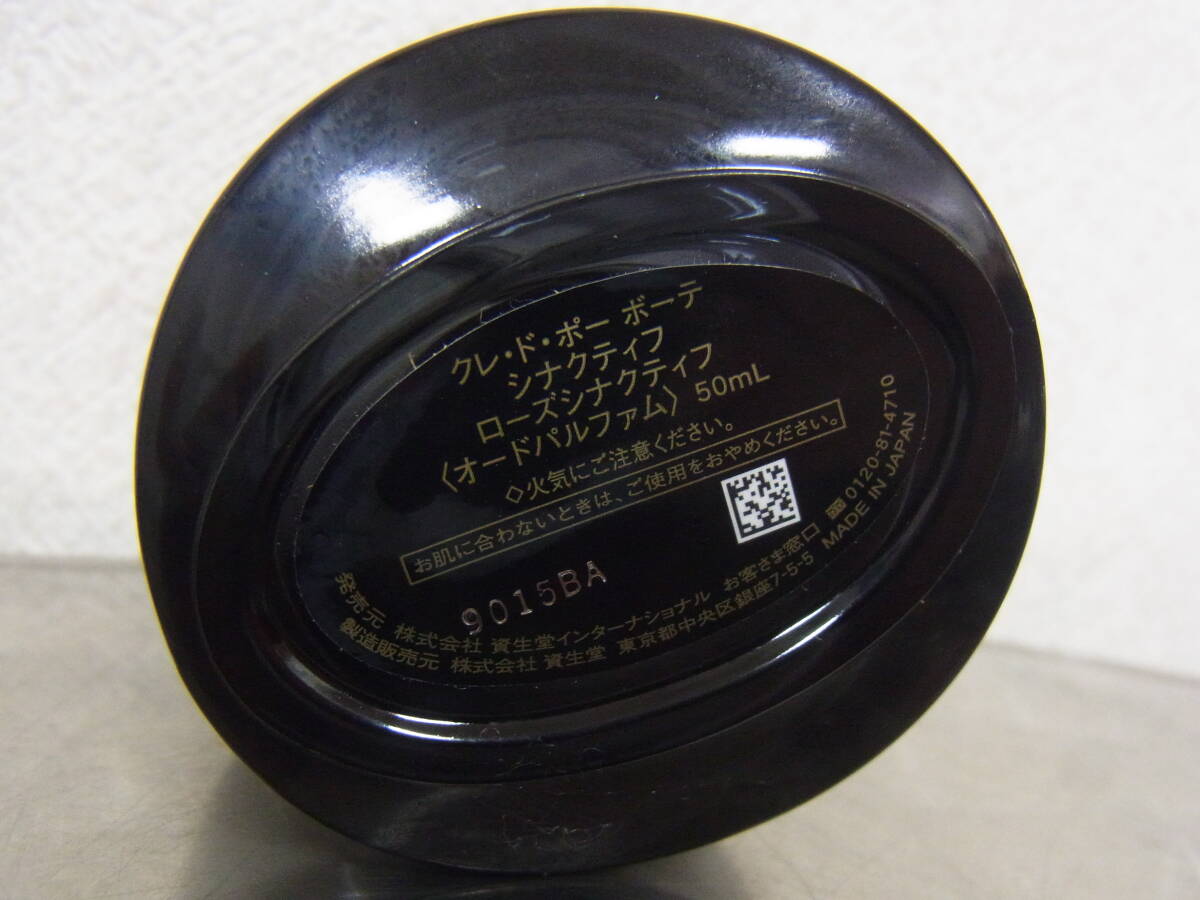 クレ・ド・ポー ボーテ
シナクティフ
ローズシナクティフ
〈オードパルファム〉 50mL
◇火気にご注意ください。
お肌に合わないときは、ご使用をおやめください。
9015BA
発売元 株式会社 資生堂インターナショナル お客さま窓口 0120-81-4710
製造販売元 株式会社 資生堂 東京都中央区銀座7-5-5 MADE IN JAPAN